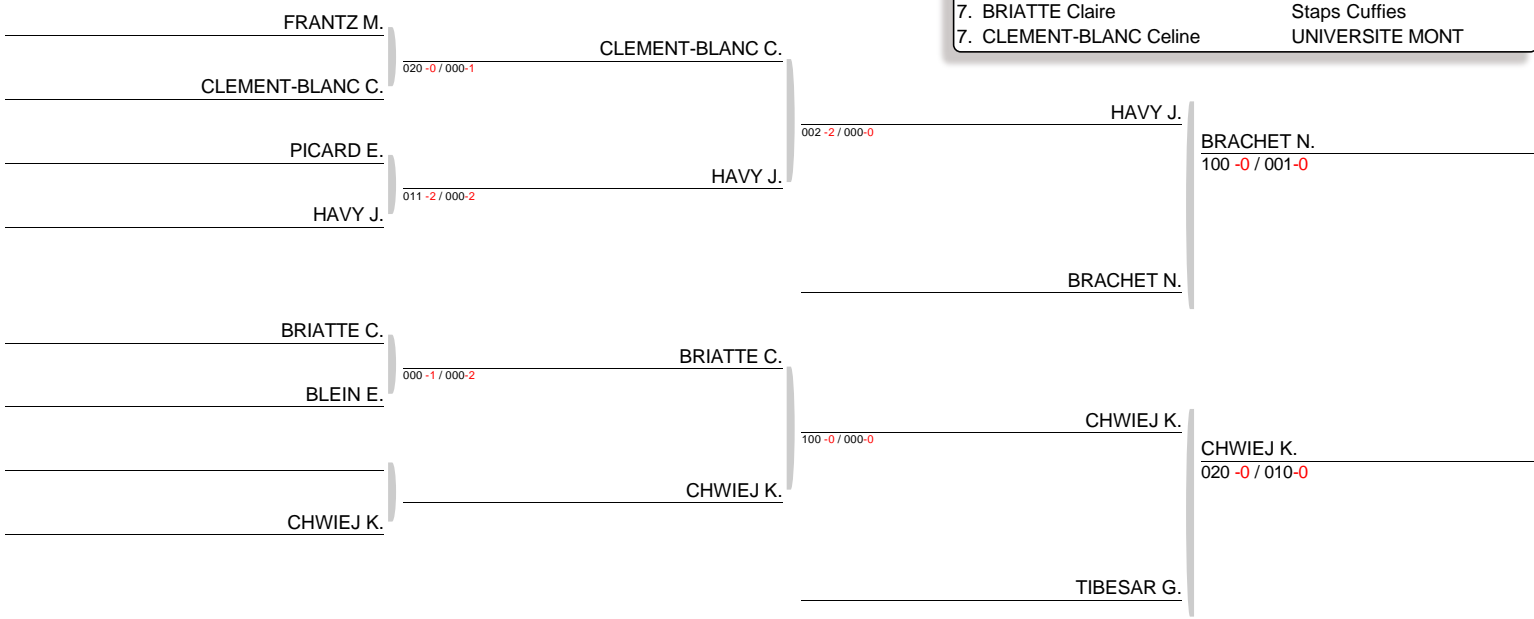 7. BRIATTE Claire Staps Cuffies
7. CLEMENT-BLANC Celine UNIVERSITE MONT
FRANTZ M.
CLEMENT-BLANC C.
020 -0 / 000-1
CLEMENT-BLANC C.
PICARD E.
HAVY J.
011 -2 / 000-2
HAVY J.
HAVY J.
002 -2 / 000-0
BRACHET N.
100 -0 / 001-0
BRACHET N.
BRIATTE C.
BRIATTE C.
000 -1 / 000-2
BLEIN E.
CHWIEJ K.
100 -0 / 000-0
CHWIEJ K.
020 -0 / 010-0
CHWIEJ K.
CHWIEJ K.
TIBESAR G.